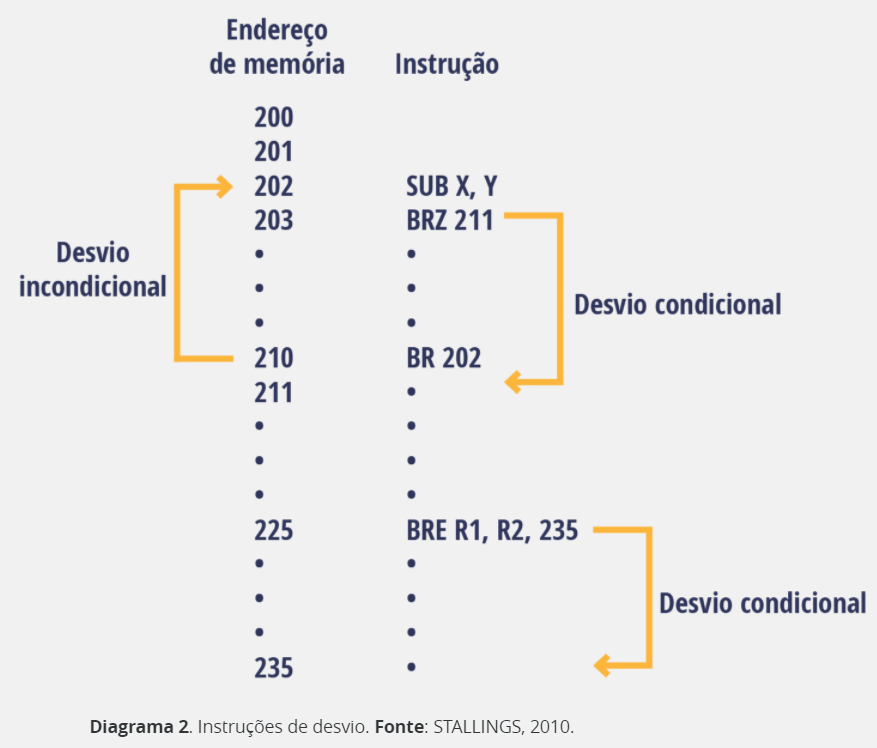 Endereço
de memória Instrução
200
201
202 SUB X, Y
203 BRZ 211
Desvio
incondicional
• •
• •
Desvio condicional
• •
210 BR 202
211 •
• •
• •
• •
225 BRE R1, R2, 235
• •
• •
Desvio condicional
• •
235 •
Diagrama 2. Instruções de desvio. Fonte: STALLINGS, 2010.